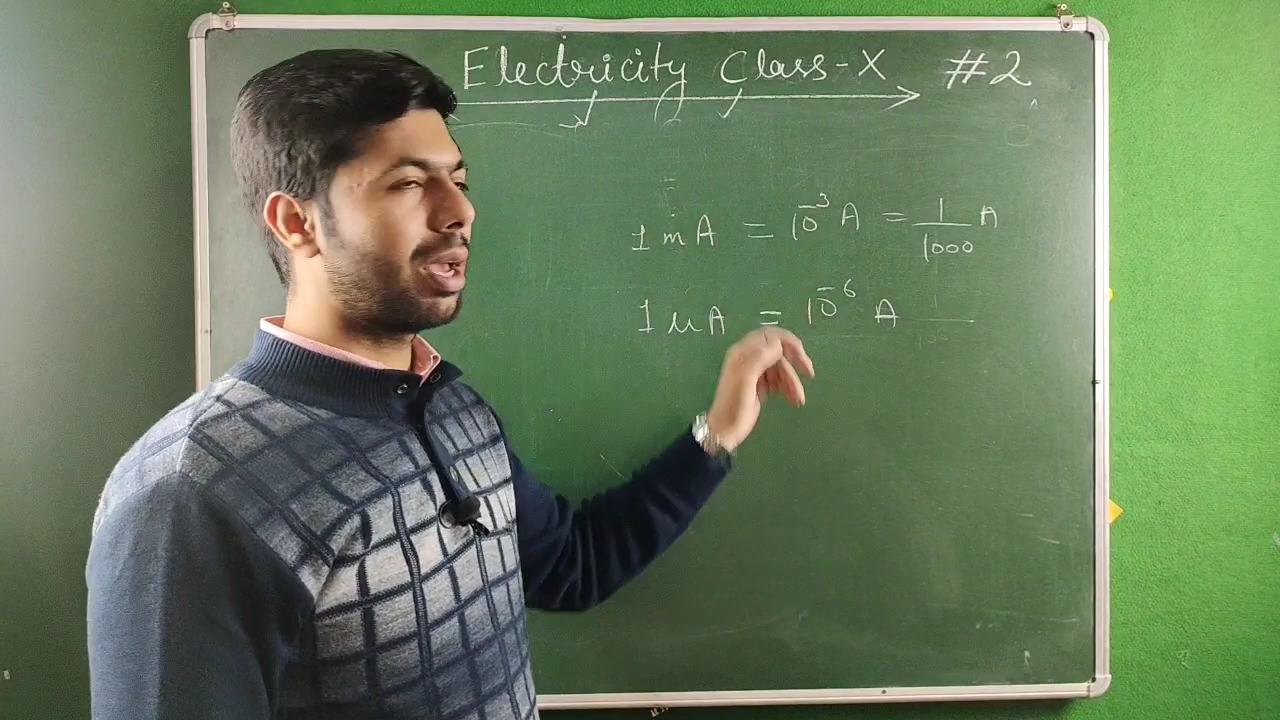 Electricity Class-X #2
1 mA = 10⁻³ A = 1/1000 A
1 μA = 10⁻⁶ A